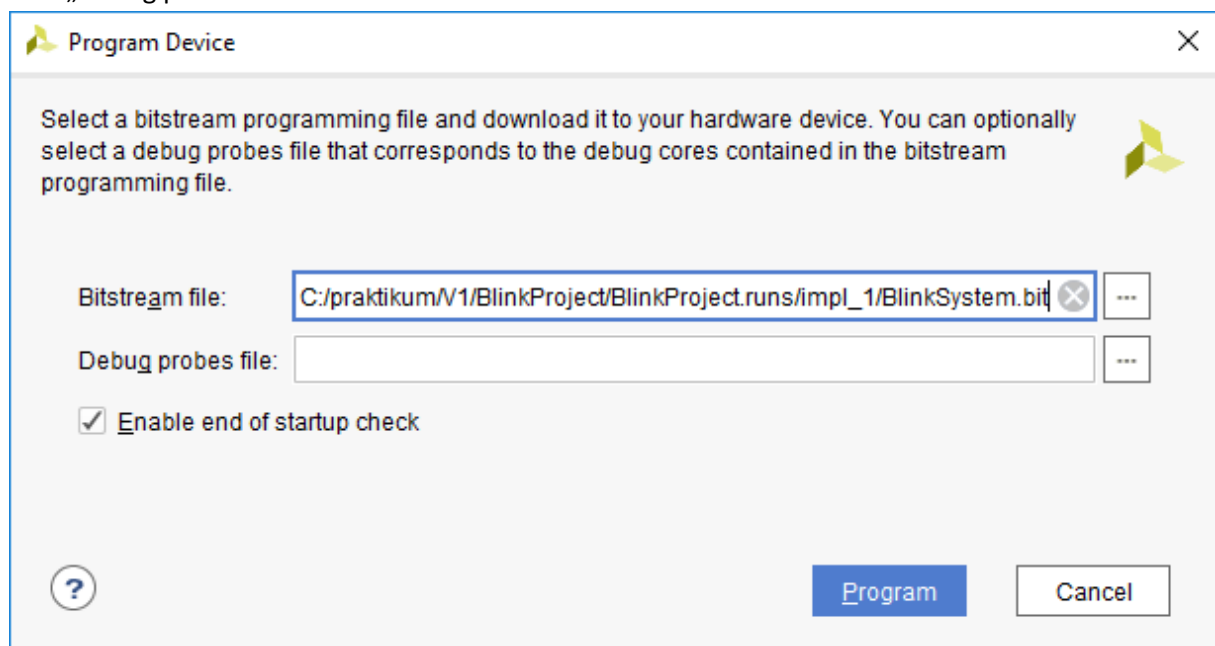 Program Device
Select a bitstream programming file and download it to your hardware device. You can optionally
select a debug probes file that corresponds to the debug cores contained in the bitstream
programming file.
Bitstream file: C:/praktikum/V1/BlinkProject/BlinkProject.runs/impl_1/BlinkSystem.bit ...
Debug probes file: ...
Enable end of startup check
? Program Cancel